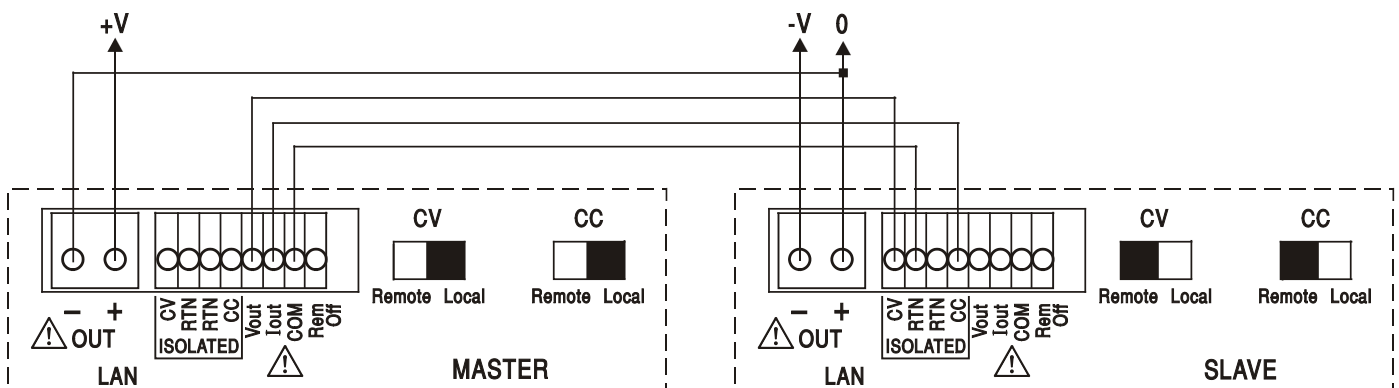 +V -V 0
CV CC CV CC
Remote Local Remote Local Remote Local Remote Local
- + - +
CV RTN RTN CC Vout Iout COM Rem Off CV RTN RTN CC Vout Iout COM Rem Off
OUT ISOLATED OUT ISOLATED
LAN MASTER LAN SLAVE